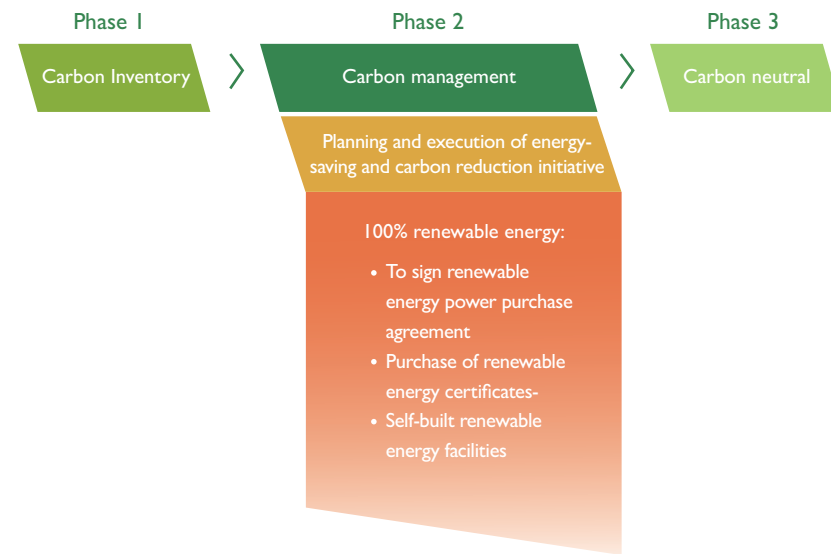 Phase 1
Phase 2
Phase 3
Carbon Inventory
Carbon management
Carbon neutral
Planning and execution of energy-
saving and carbon reduction initiative
100% renewable energy:
• To sign renewable
energy power purchase
agreement
• Purchase of renewable
energy certificates-
• Self-built renewable
energy facilities